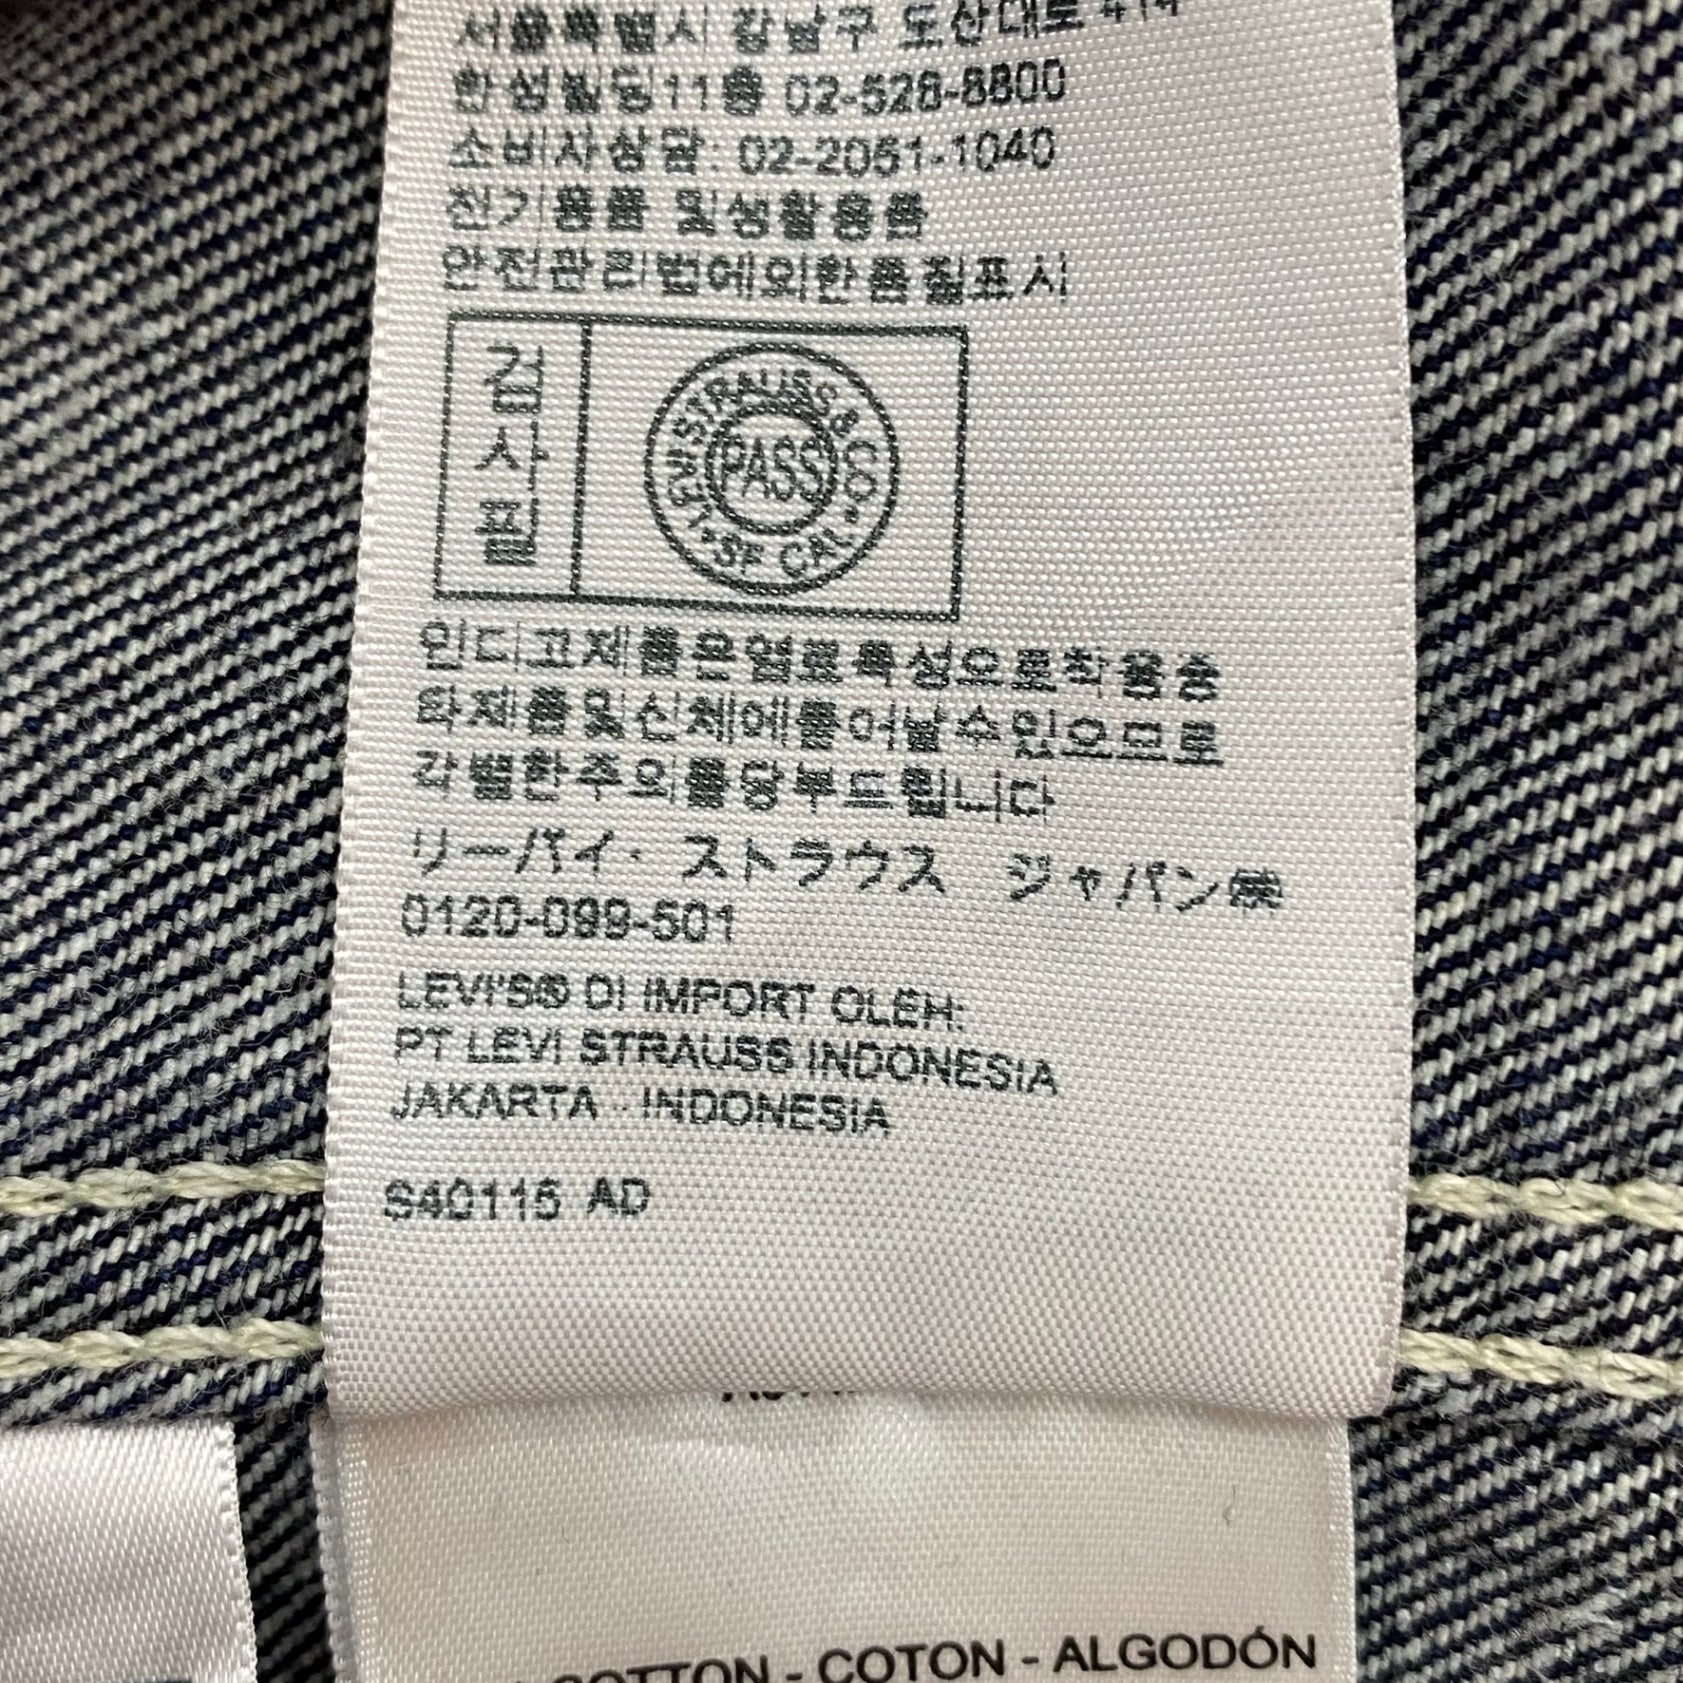 서울특별시 강남구 도산대로 414
한성빌딩11층 02-528-8800
소비자상담: 02-2051-1040
전기용품 및생활용품
안전관리법에의한품질표시
검사필
LEVI STRAUSS & CO. SF CAL
PASS
인디고제품은염료특성으로착용중
타제품및신체에물이날수있으므로
각별한주의를당부드립니다
リーバイ・ストラウス ジャパン㈱
0120-099-501
LEVI'S® DI IMPORT OLEH:
PT LEVI STRAUSS INDONESIA
JAKARTA - INDONESIA
S40115 AD
COTTON - COTON - ALGODÓN